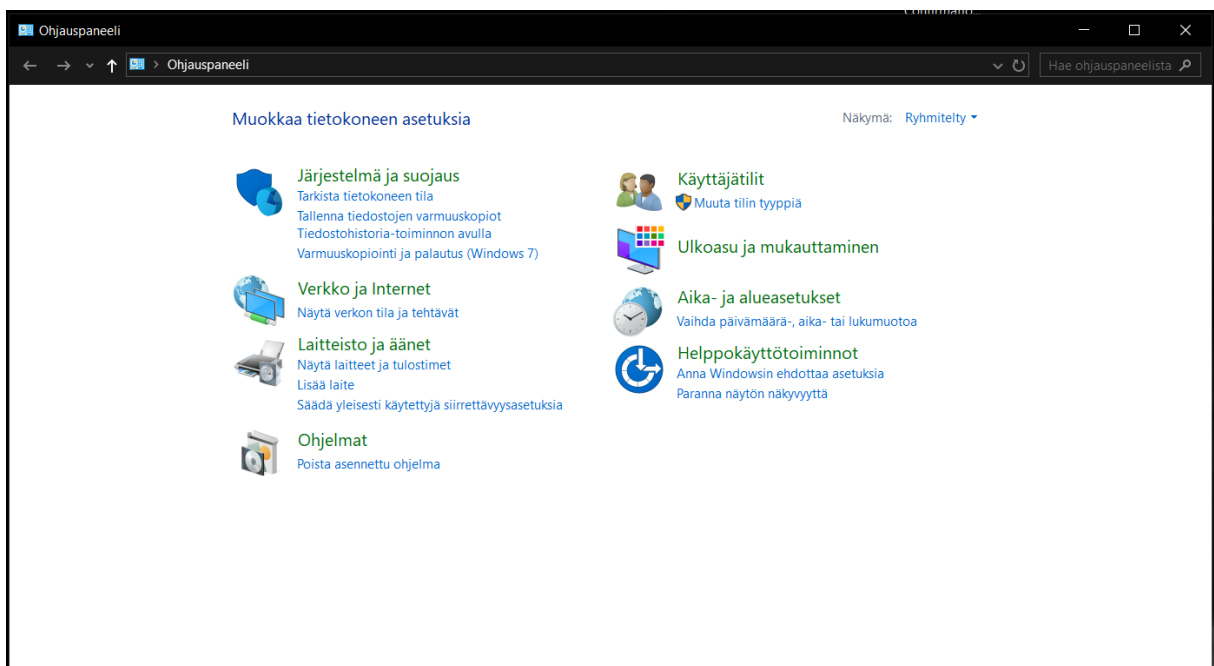 Ohjauspaneeli
Ohjauspaneeli
Hae ohjauspaneelista
Muokkaa tietokoneen asetuksia
Näkymä: Ryhmitelty
Järjestelmä ja suojaus
Tarkista tietokoneen tila
Tallenna tiedostojen varmuuskopiot
Tiedostohistoria-toiminnon avulla
Varmuuskopiointi ja palautus (Windows 7)
Verkko ja Internet
Näytä verkon tila ja tehtävät
Laitteisto ja äänet
Näytä laitteet ja tulostimet
Lisää laite
Säädä yleisesti käytettyjä siirrettävyysasetuksia
Ohjelmat
Poista asennettu ohjelma
Käyttäjätilit
Muuta tilin tyyppiä
Ulkoasu ja mukauttaminen
Aika- ja alueasetukset
Vaihda päivämäärä-, aika- tai lukumuotoa
Helppokäyttötoiminnot
Anna Windowsin ehdottaa asetuksia
Paranna näytön näkyvyyttä